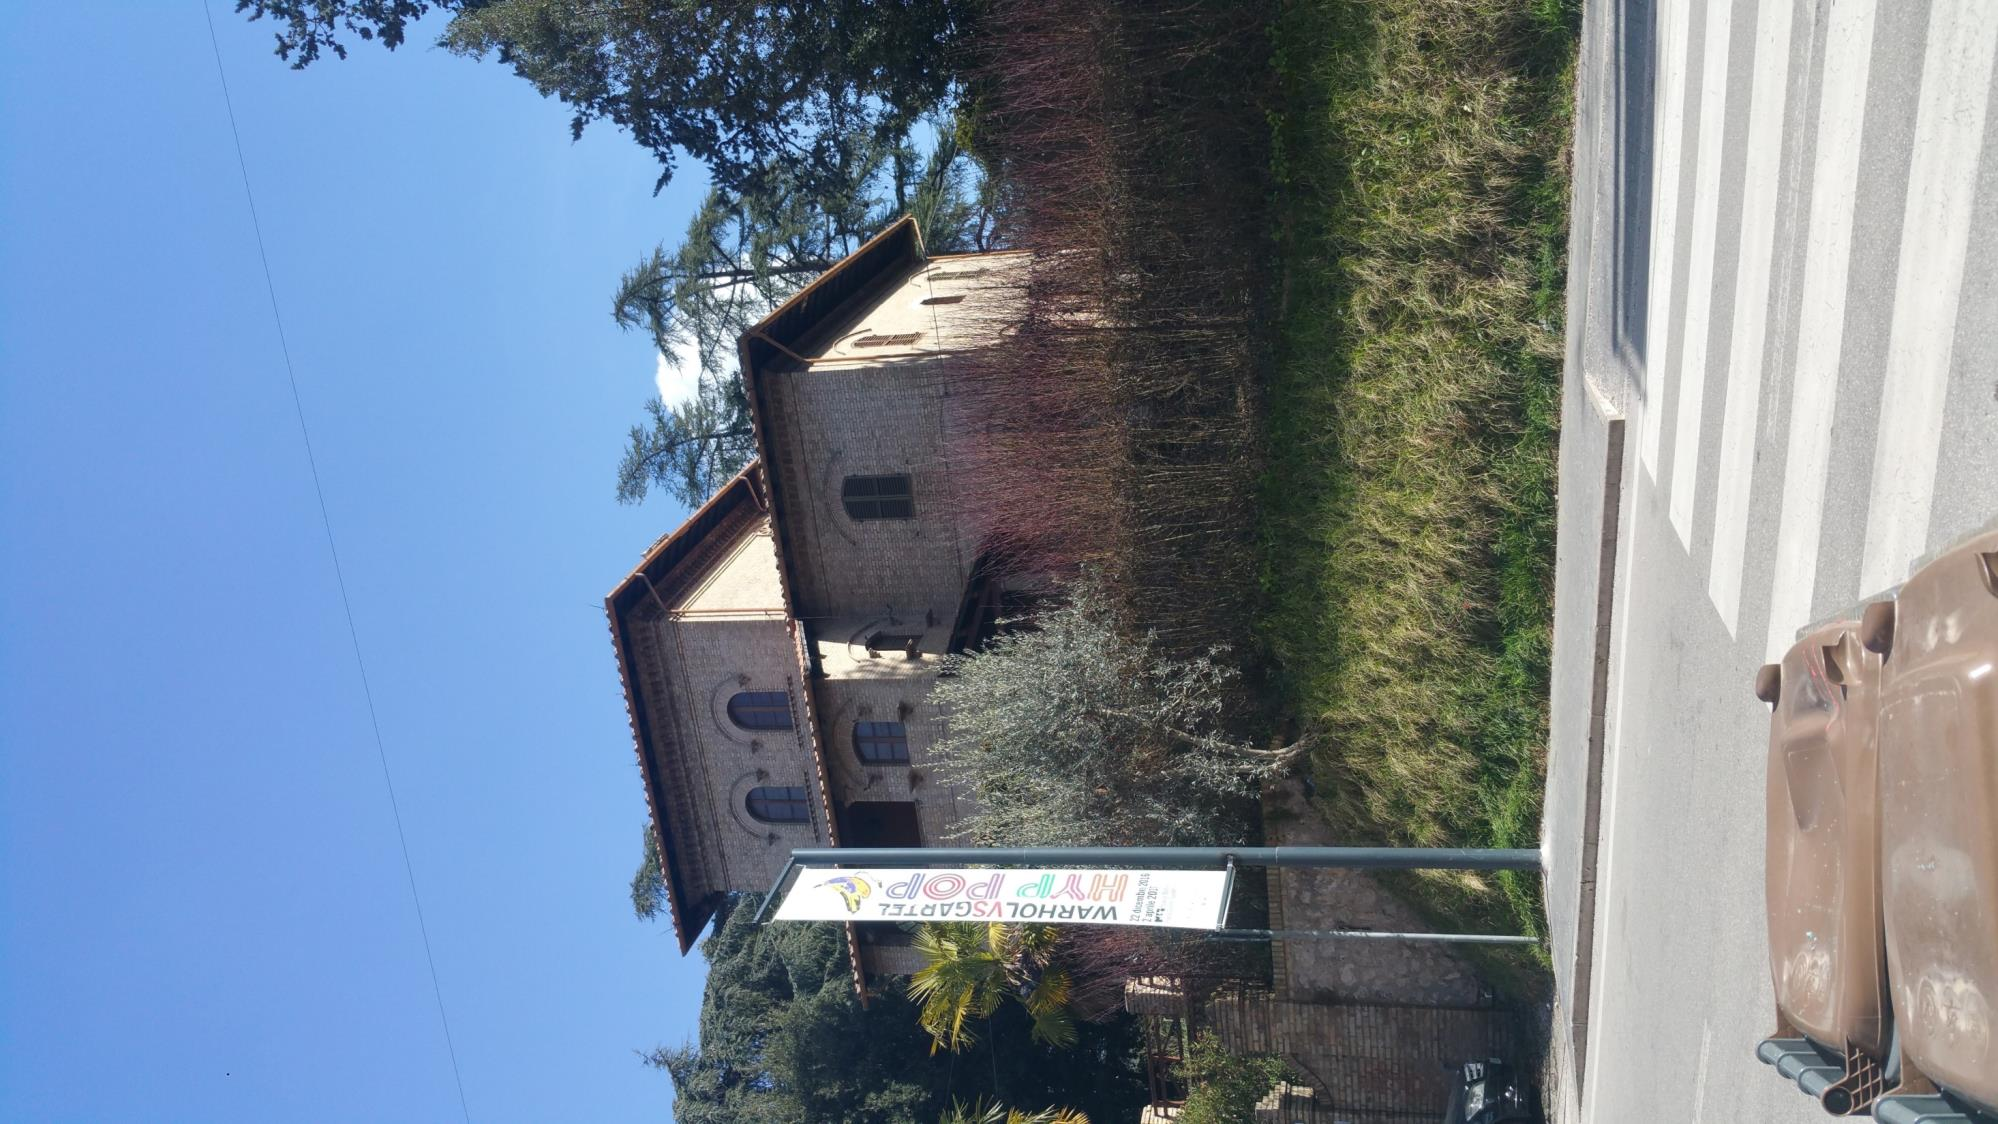 HYP POP
WARHOLVSGARTEL
22 dicembre 2016
2 aprile 2017